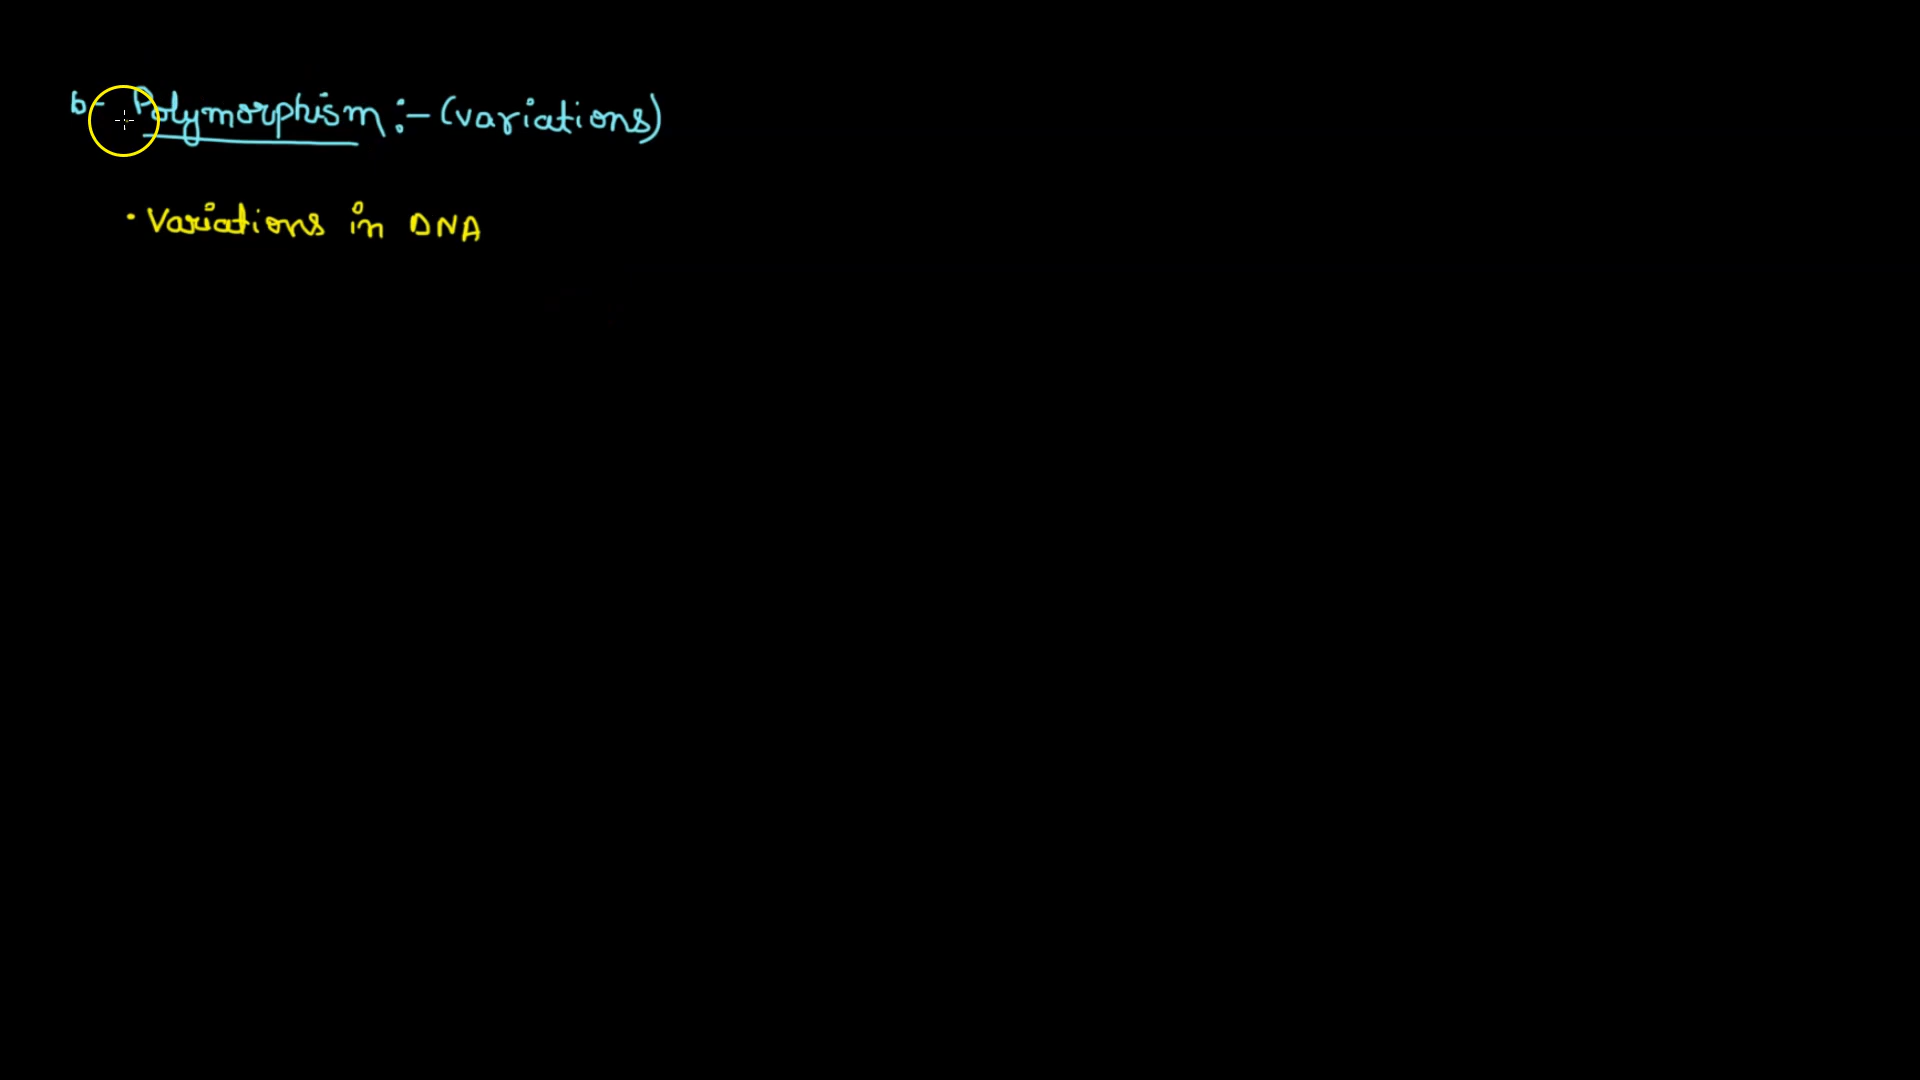 6- Polymorphism :- (variations)
• Variations in DNA